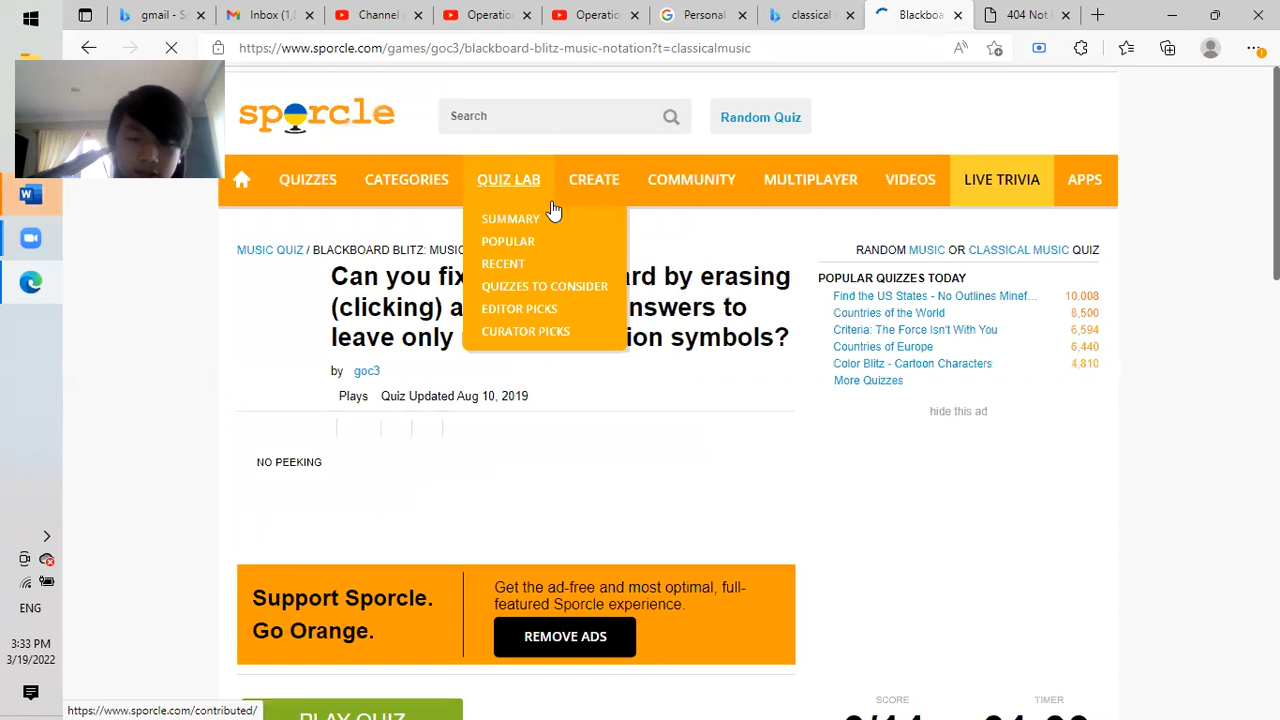 gmail - S
Inbox (1,8
Channel c
Operation
Operation
Personal
classical m
Blackboa
404 Not F
https://www.sporcle.com/games/goc3/blackboard-blitz-music-notation?t=classicalmusic
sporcle
Search
Random Quiz
QUIZZES
CATEGORIES
QUIZ LAB
CREATE
COMMUNITY
MULTIPLAYER
VIDEOS
LIVE TRIVIA
APPS
SUMMARY
POPULAR
RECENT
QUIZZES TO CONSIDER
EDITOR PICKS
CURATOR PICKS
MUSIC QUIZ / BLACKBOARD BLITZ: MUSI
RANDOM MUSIC OR CLASSICAL MUSIC QUIZ
Can you fix rd by erasing
(clicking) a nswers to
leave only ion symbols?
by goc3
Plays Quiz Updated Aug 10, 2019
NO PEEKING
POPULAR QUIZZES TODAY
Find the US States - No Outlines Minef... 10,008
Countries of the World 8,500
Criteria: The Force Isn't With You 6,594
Countries of Europe 6,440
Color Blitz - Cartoon Characters 4,810
More Quizzes
hide this ad
Support Sporcle.
Go Orange.
Get the ad-free and most optimal, full-
featured Sporcle experience.
REMOVE ADS
PLAY QUIZ
SCORE
TIMER
ENG
3:33 PM
3/19/2022
https://www.sporcle.com/contributed/